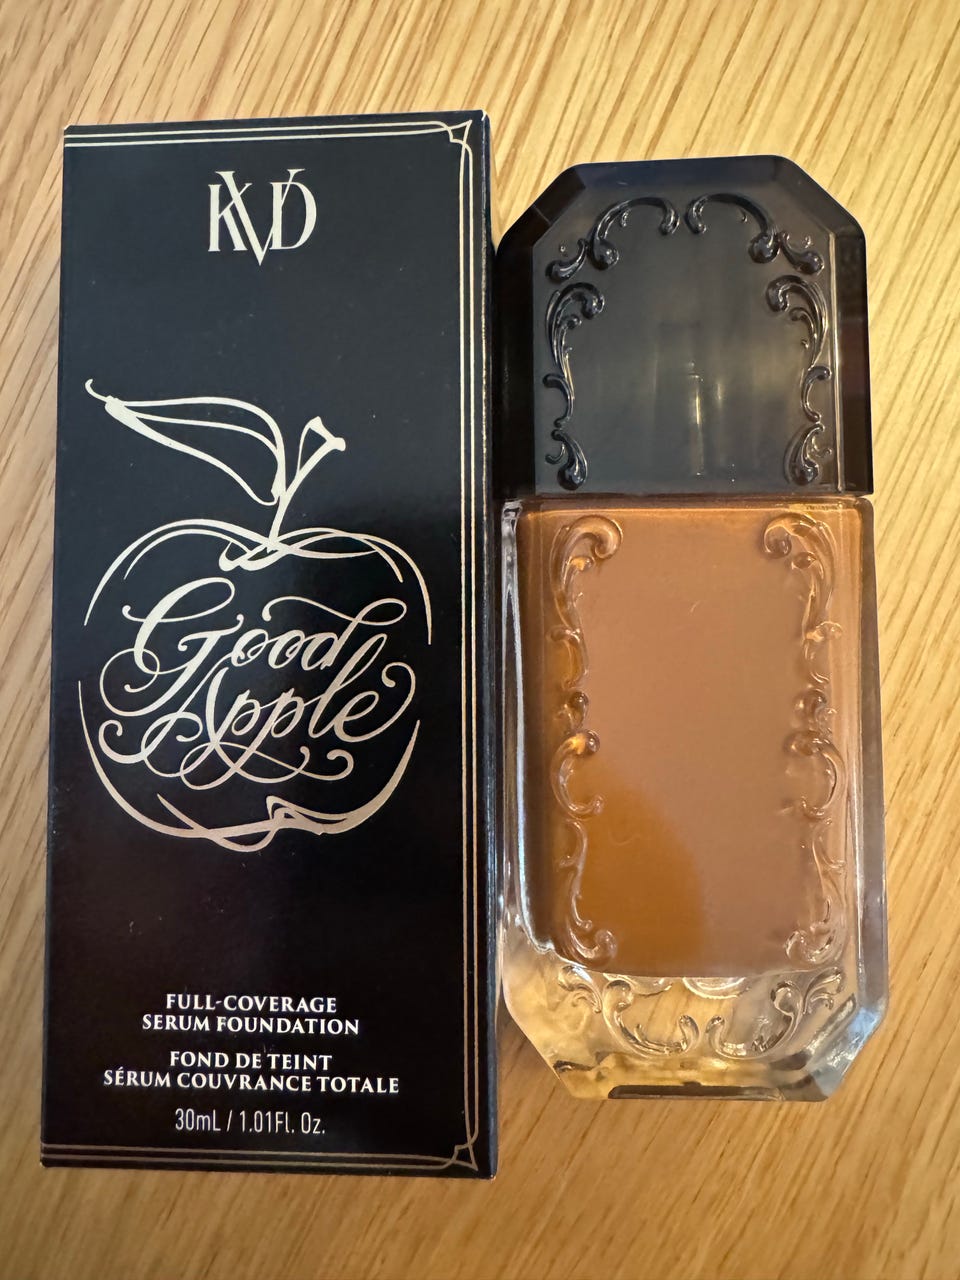 KVD
Good
Apple
FULL-COVERAGE
SERUM FOUNDATION
FOND DE TEINT
SÉRUM COUVRANCE TOTALE
30mL / 1.01Fl. Oz.